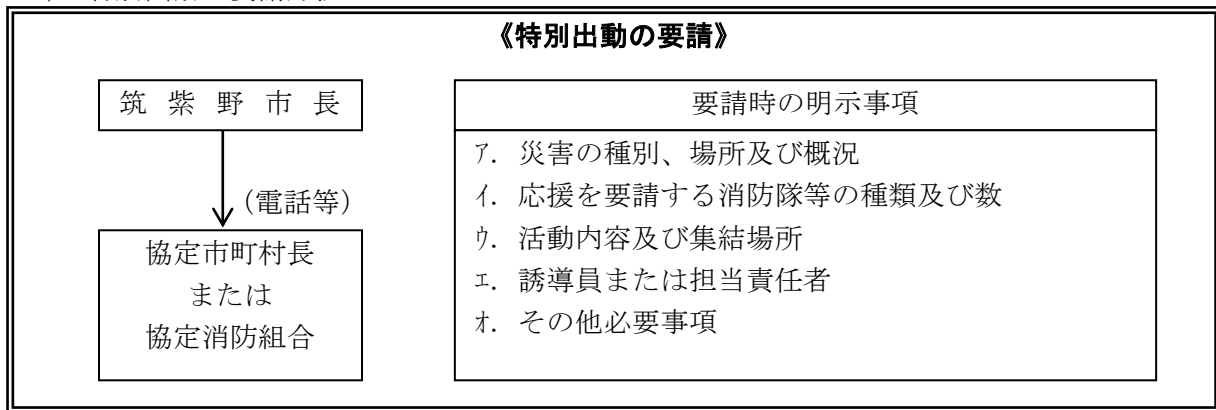 《特別出動の要請》
筑紫野市長
(電話等)
協定市町村長
または
協定消防組合
要請時の明示事項
ｱ. 災害の種別、場所及び概況
ｲ. 応援を要請する消防隊等の種類及び数
ｳ. 活動内容及び集結場所
ｴ. 誘導員または担当責任者
ｵ. その他必要事項